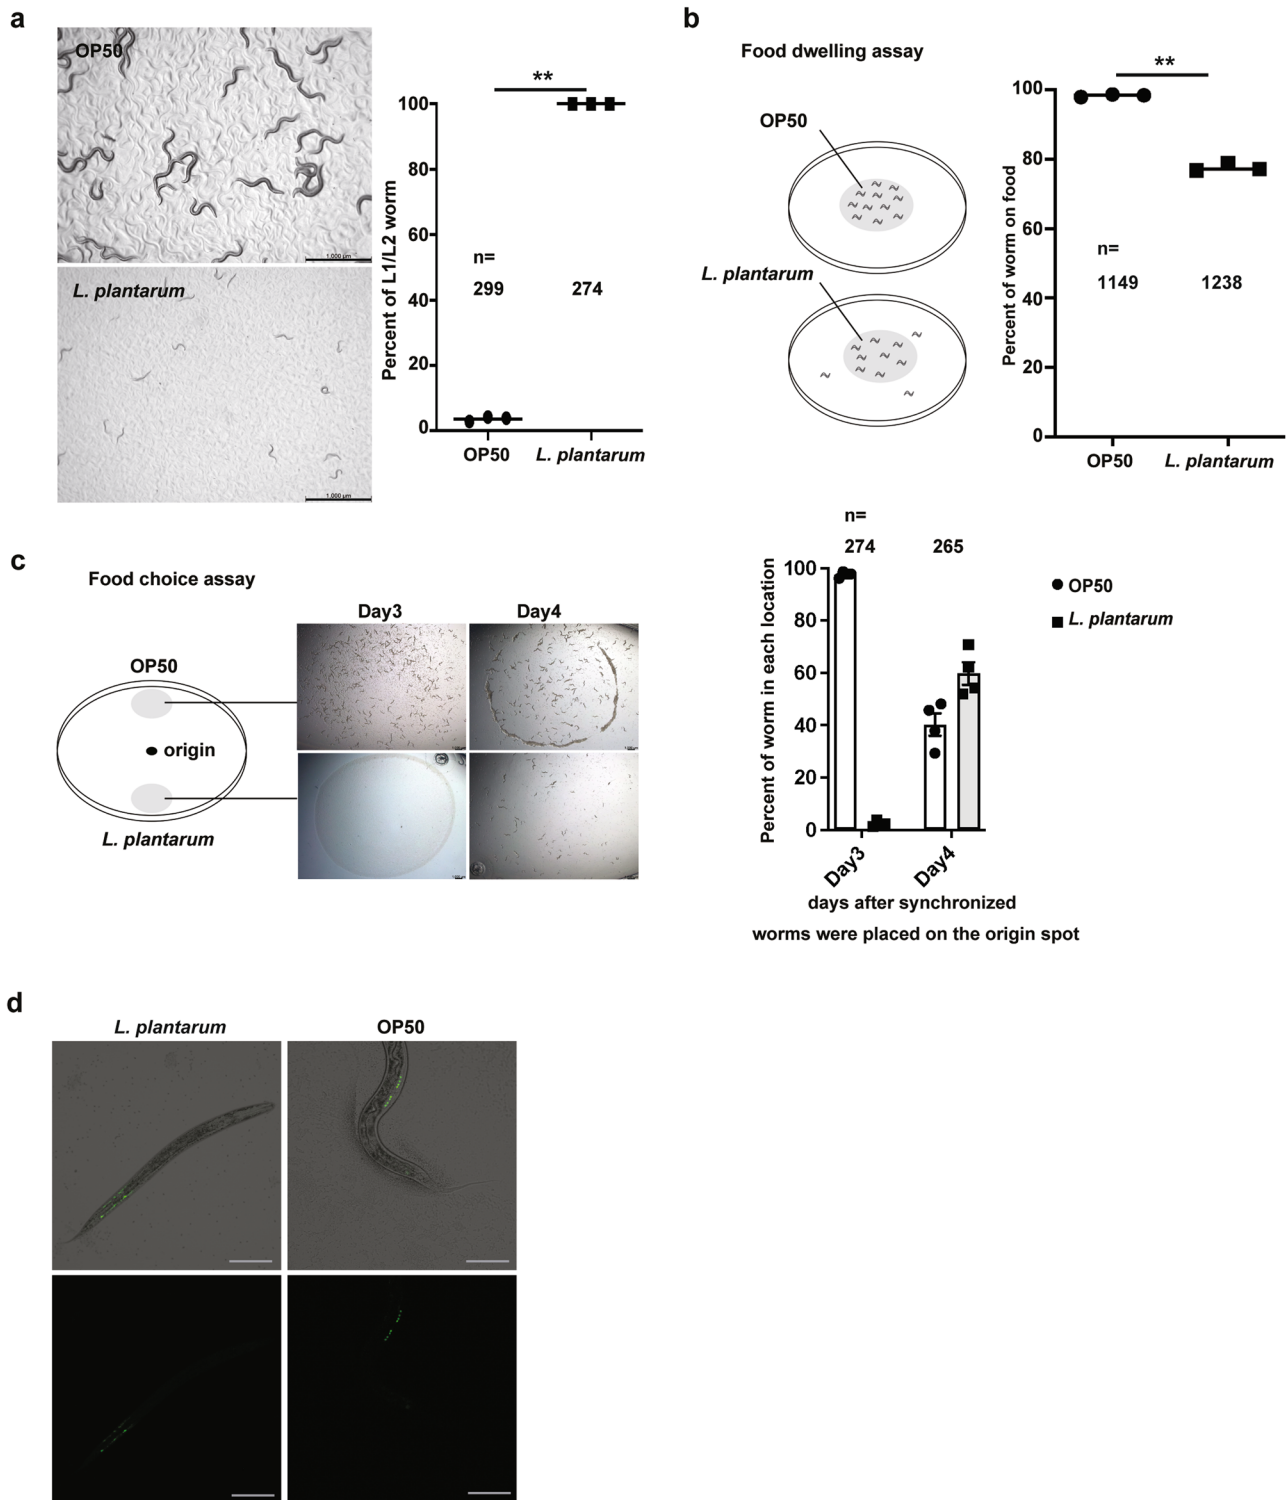 a
OP50
1,000 µm
L. plantarum
1,000 µm
Percent of L1/L2 worm
100
80
60
40
20
0
**
n=
299
274
OP50
L. plantarum
b
Food dwelling assay
OP50
L. plantarum
Percent of worm on food
100
80
60
40
20
0
**
n=
1149
1238
OP50
L. plantarum
c
Food choice assay
OP50
origin
L. plantarum
Day3
Day4
n=
274
265
Percent of worm in each location
100
80
60
40
20
0
Day3
Day4
OP50
L. plantarum
days after synchronized
worms were placed on the origin spot
d
L. plantarum
OP50